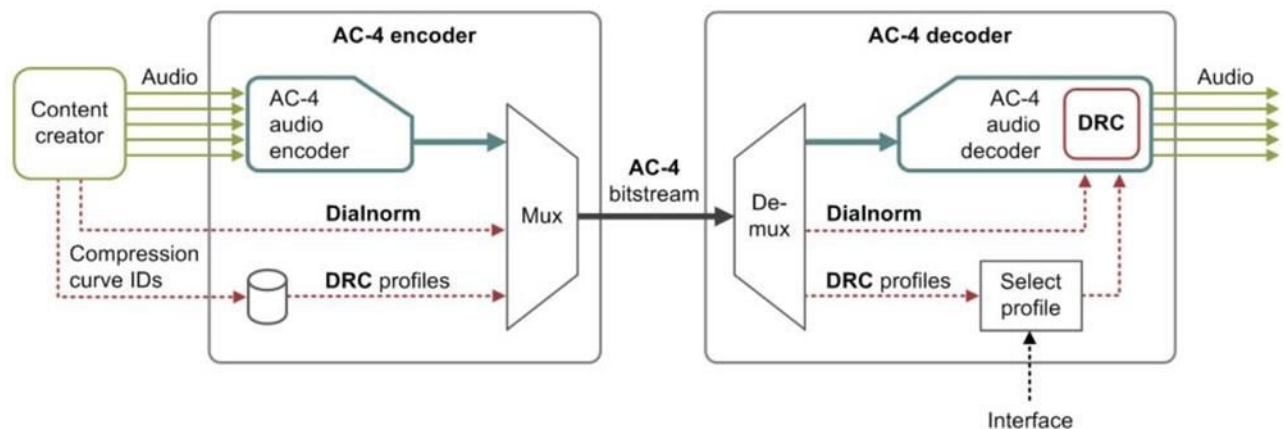 AC-4 encoder
AC-4 decoder
Content
creator
Audio
AC-4
audio
encoder
Dialnorm
Compression
curve IDs
DRC profiles
Mux
AC-4
bitstream
De-
mux
AC-4
audio
decoder
DRC
Audio
Dialnorm
DRC profiles
Select
profile
Interface